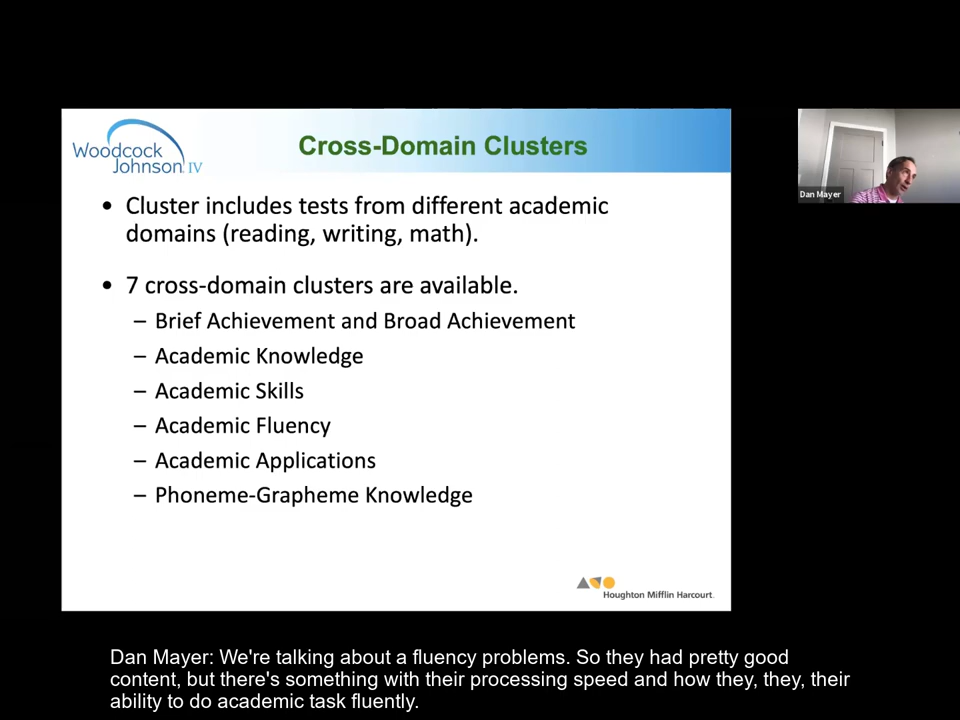 Woodcock
Johnson IV
Cross-Domain Clusters
• Cluster includes tests from different academic
domains (reading, writing, math).
• 7 cross-domain clusters are available.
– Brief Achievement and Broad Achievement
– Academic Knowledge
– Academic Skills
– Academic Fluency
– Academic Applications
– Phoneme-Grapheme Knowledge
Houghton Mifflin Harcourt.
Dan Mayer
Dan Mayer: We're talking about a fluency problems. So they had pretty good
content, but there's something with their processing speed and how they, they, their
ability to do academic task fluently.